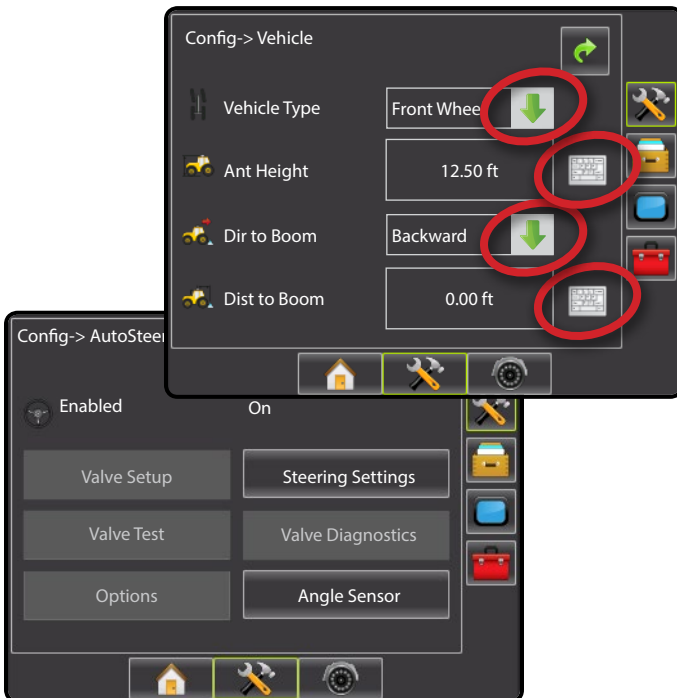 Config-> Vehicle
Vehicle Type
Front Whee
Ant Height
12.50 ft
Dir to Boom
Backward
Dist to Boom
0.00 ft
Config-> AutoSteer
Enabled
On
Valve Setup
Steering Settings
Valve Test
Valve Diagnostics
Options
Angle Sensor